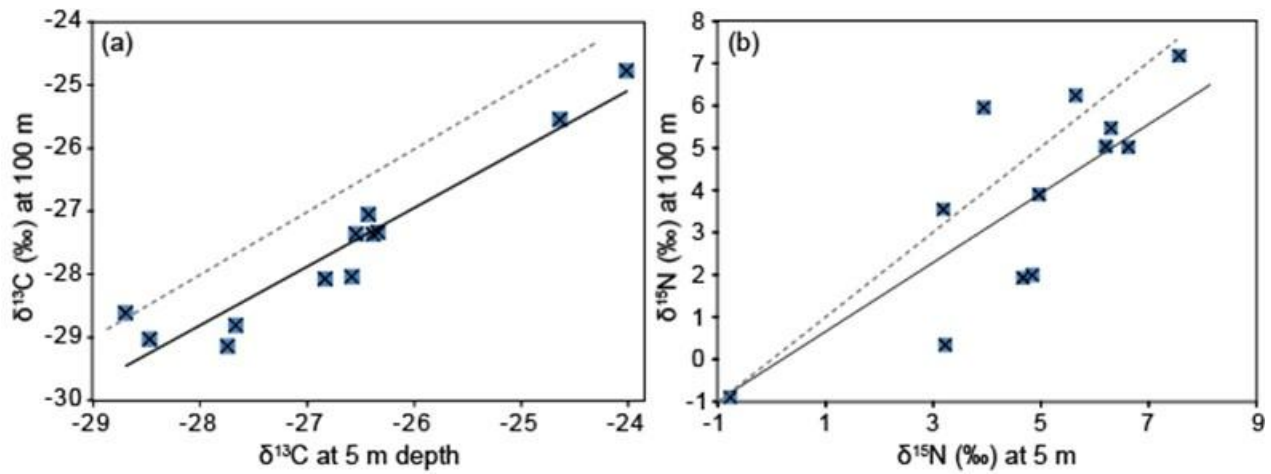 (a)
δ¹³C (‰) at 100 m
-24
-25
-26
-27
-28
-29
-30
-29 -28 -27 -26 -25 -24
δ¹³C at 5 m depth
(b)
δ¹⁵N (‰) at 100 m
8
7
6
5
4
3
2
1
0
-1
-1 1 3 5 7 9
δ¹⁵N (‰) at 5 m